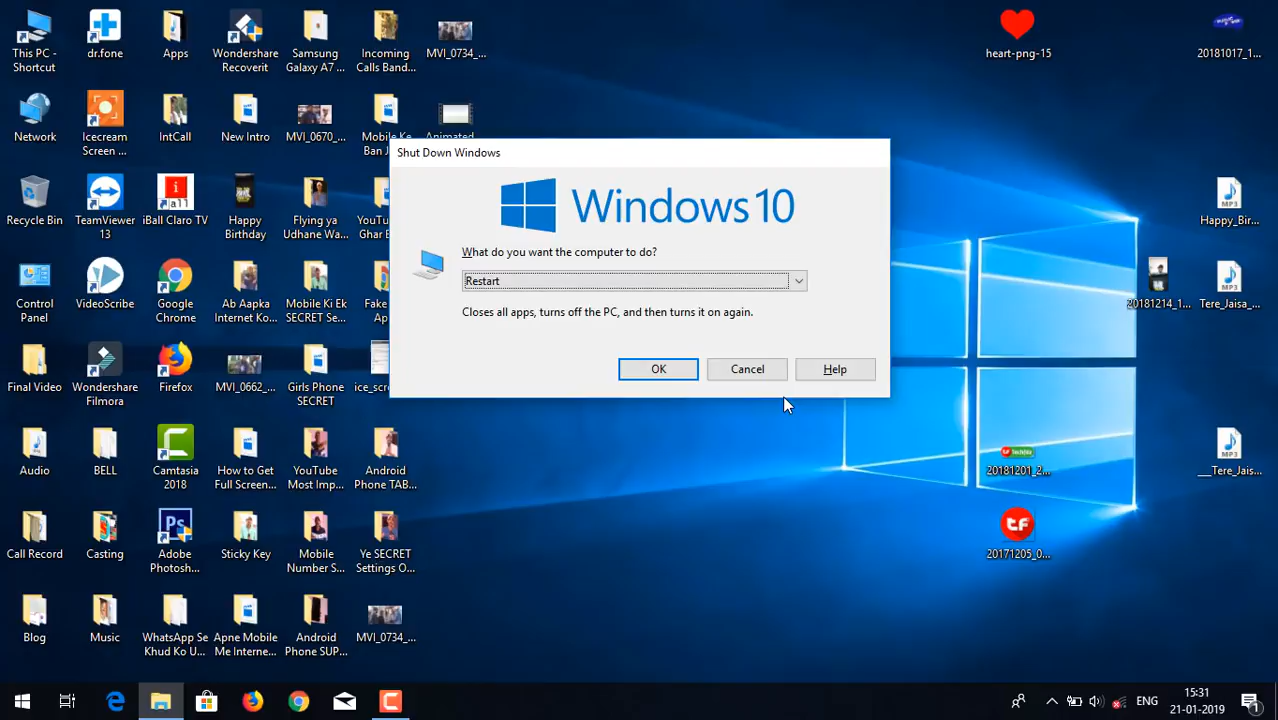 This PC -
Shortcut
dr.fone
Apps
Wondershare
Recoverit
Samsung
Galaxy A7 ...
Incoming
Calls Band...
MVI_0734_...
heart-png-15
20181017_1...
Network
Icecream
Screen ...
IntCall
New Intro
MVI_0670_...
Mobile Ke
Ban J...
Animated
Recycle Bin
TeamViewer
13
iBall Claro TV
Happy
Birthday
Flying ya
Udhane Wa...
YouTu
Ghar B
Happy_Bir...
Control
Panel
VideoScribe
Google
Chrome
Ab Aapka
Internet Ko...
Mobile Ki Ek
SECRET Se...
Fake
Ap
20181214_1...
Tere_Jaisa_...
Final Video
Wondershare
Filmora
Firefox
MVI_0662_...
Girls Phone
SECRET
ice_scr
Audio
BELL
Camtasia
2018
How to Get
Full Screen...
YouTube
Most Imp...
Android
Phone TAB...
20181201_2...
___Tere_Jais...
Call Record
Casting
Adobe
Photosh...
Sticky Key
Mobile
Number S...
Ye SECRET
Settings O...
20171205_0...
Blog
Music
WhatsApp Se
Khud Ko U...
Apne Mobile
Me Interne...
Android
Phone SUP...
MVI_0734_...
Shut Down Windows
Windows 10
What do you want the computer to do?
Restart
Closes all apps, turns off the PC, and then turns it on again.
OK
Cancel
Help
ENG
15:31
21-01-2019
1